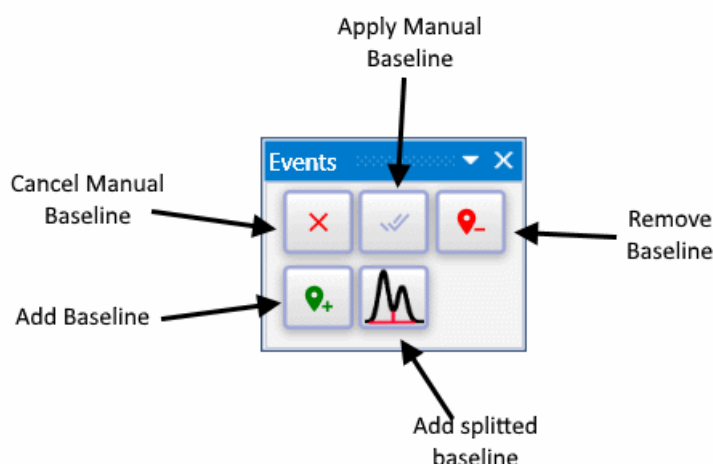 Apply Manual
Baseline
Events
Cancel Manual
Baseline
Remove
Baseline
Add Baseline
Add splitted
baseline